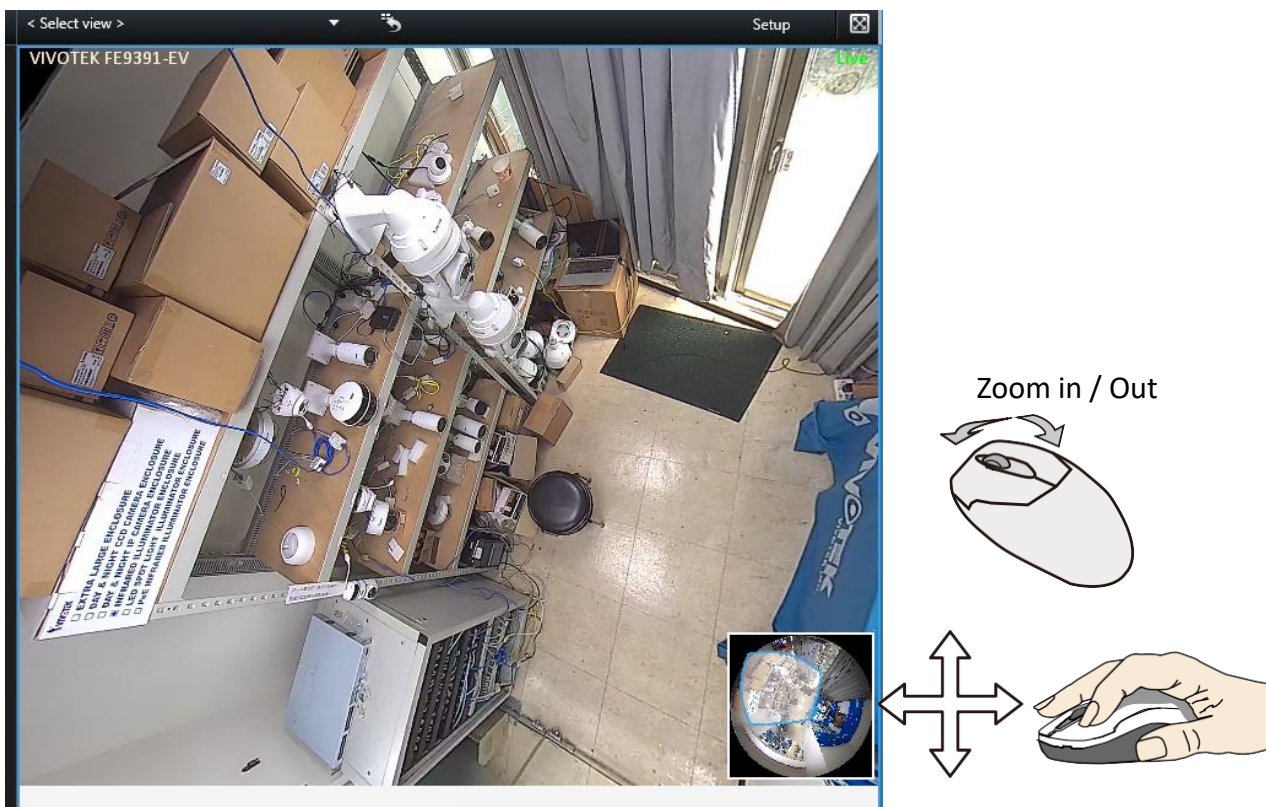 < Select view >
Setup
VIVOTEK FE9391-EV
Live
Zoom in / Out
VIVOTEK
EXTRA LARGE ENCLOSURE
DAY & NIGHT CCD CAMERA ENCLOSURE
DAY & NIGHT IP CAMERA ENCLOSURE
INFRARED ILLUMINATOR ENCLOSURE
LED SPOT LIGHT ILLUMINATOR ENCLOSURE
PoE INFRARED ILLUMINATOR ENCLOSURE